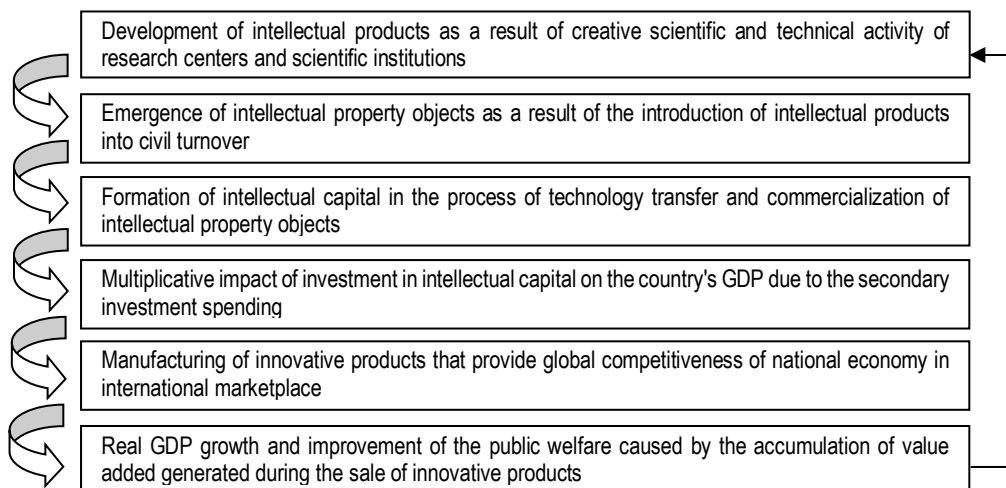 Development of intellectual products as a result of creative scientific and technical activity of
research centers and scientific institutions
Emergence of intellectual property objects as a result of the introduction of intellectual products
into civil turnover
Formation of intellectual capital in the process of technology transfer and commercialization of
intellectual property objects
Multiplicative impact of investment in intellectual capital on the country's GDP due to the secondary
investment spending
Manufacturing of innovative products that provide global competitiveness of national economy in
international marketplace
Real GDP growth and improvement of the public welfare caused by the accumulation of value
added generated during the sale of innovative products